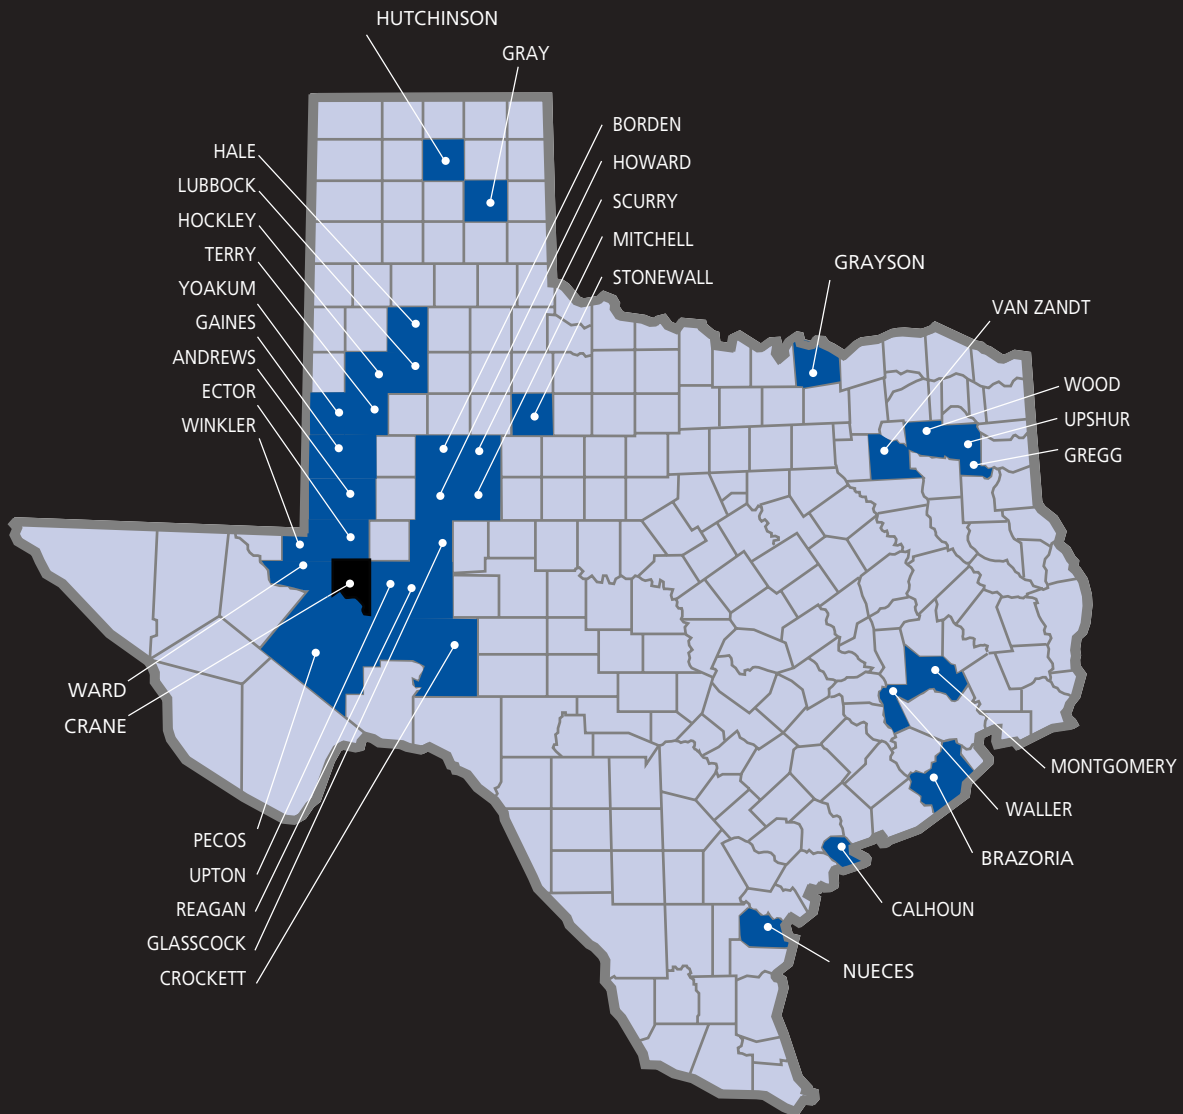 HUTCHINSON
GRAY
HALE
LUBBOCK
HOCKLEY
TERRY
YOAKUM
GAINES
ANDREWS
ECTOR
WINKLER
BORDEN
HOWARD
SCURRY
MITCHELL
STONEWALL
GRAYSON
VAN ZANDT
WOOD
UPSHUR
GREGG
WARD
CRANE
PECOS
UPTON
REAGAN
GLASSCOCK
CROCKETT
MONTGOMERY
WALLER
BRAZORIA
CALHOUN
NUECES